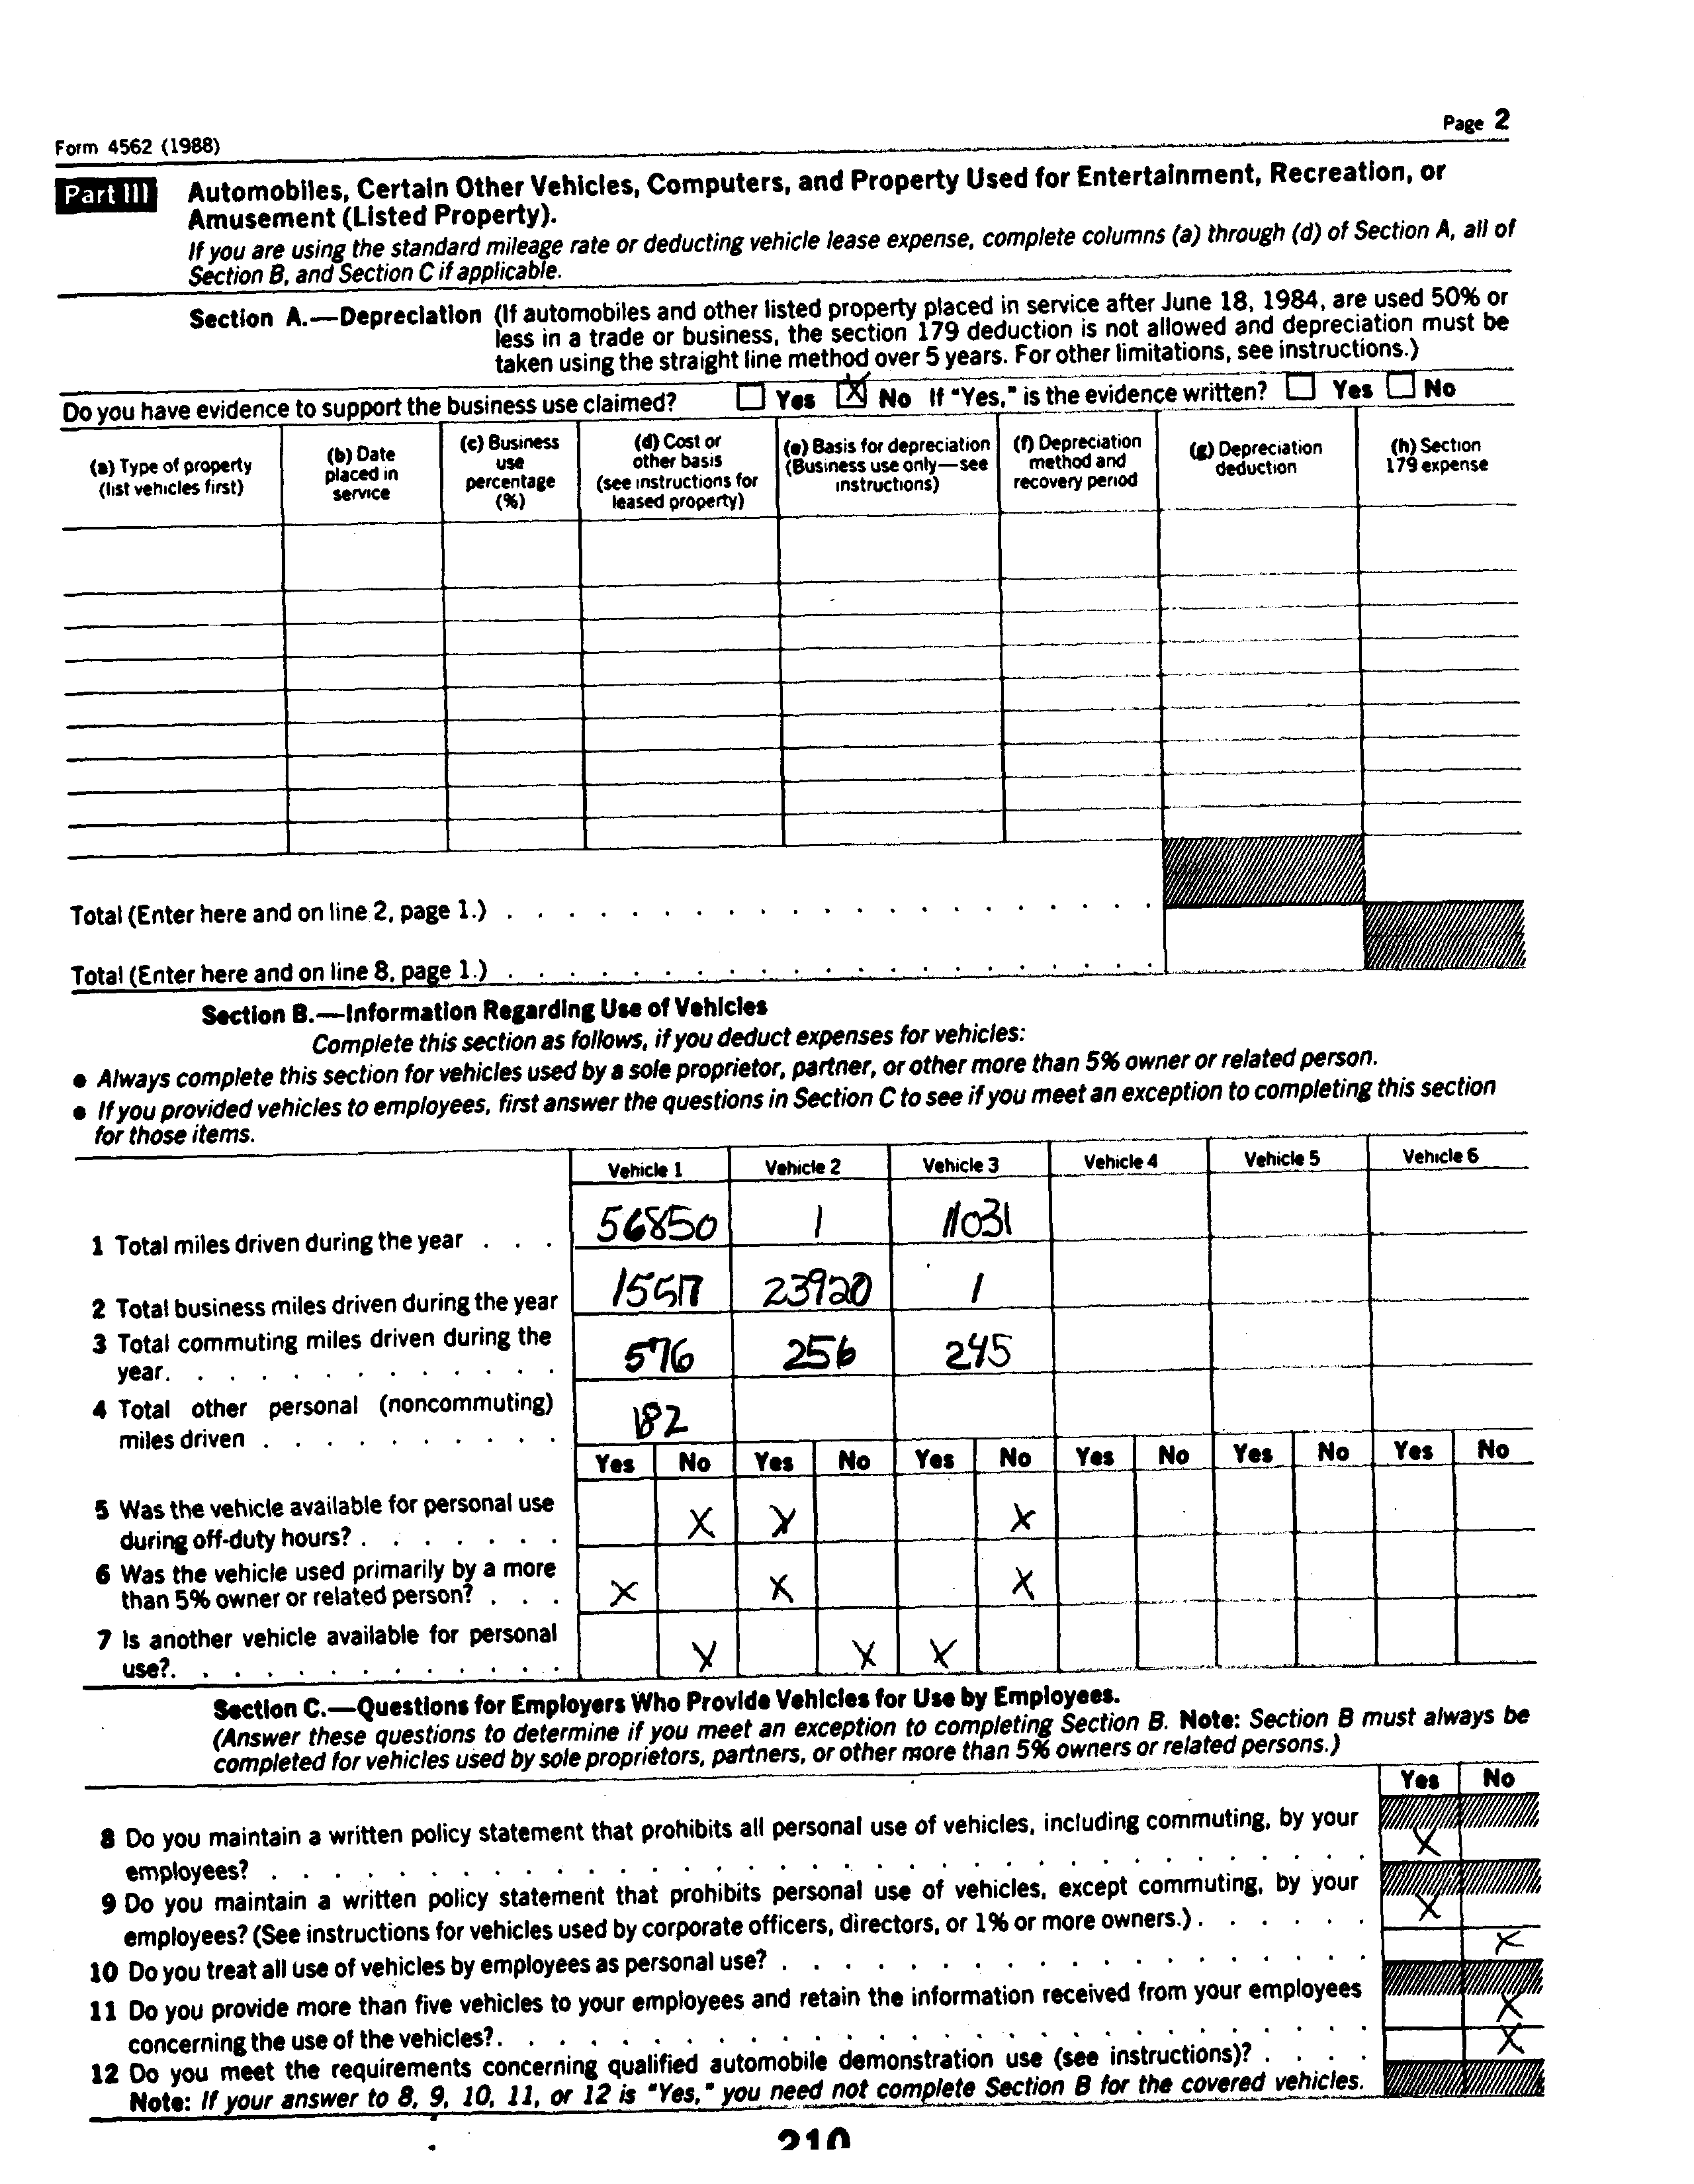 Form 4562 (1988)
Page 2
Part III Automobiles, Certain Other Vehicles, Computers, and Property Used for Entertainment, Recreation, or
Amusement (Listed Property).
If you are using the standard mileage rate or deducting vehicle lease expense, complete columns (a) through (d) of Section A, all of
Section B, and Section C if applicable.
Section A.—Depreciation (If automobiles and other listed property placed in service after June 18, 1984, are used 50% or
less in a trade or business, the section 179 deduction is not allowed and depreciation must be
taken using the straight line method over 5 years. For other limitations, see instructions.)
Do you have evidence to support the business use claimed? Yes X No If "Yes," is the evidence written? Yes No
(a) Type of property
(list vehicles first)
(b) Date
placed in
service
(c) Business
use
percentage
(%)
(d) Cost or
other basis
(see instructions for
leased property)
(e) Basis for depreciation
(Business use only—see
instructions)
(f) Depreciation
method and
recovery period
(g) Depreciation
deduction
(h) Section
179 expense
Total (Enter here and on line 2, page 1.) . . . . . . . . . . . . . . . . . . . .
Total (Enter here and on line 8, page 1.) . . . . . . . . . . . . . . . . . . . .
Section B.—Information Regarding Use of Vehicles
Complete this section as follows, if you deduct expenses for vehicles:
● Always complete this section for vehicles used by a sole proprietor, partner, or other more than 5% owner or related person.
● If you provided vehicles to employees, first answer the questions in Section C to see if you meet an exception to completing this section
for those items.
Vehicle 1 Vehicle 2 Vehicle 3 Vehicle 4 Vehicle 5 Vehicle 6
1 Total miles driven during the year . . . 56850 1 11031
2 Total business miles driven during the year 15517 23920 1
3 Total commuting miles driven during the
year. . . . . . . . . . . . . 576 256 245
4 Total other personal (noncommuting)
miles driven . . . . . . . . . . 182
Yes No Yes No Yes No Yes No Yes No Yes No
5 Was the vehicle available for personal use
during off-duty hours? . . . . . . . X X X
6 Was the vehicle used primarily by a more
than 5% owner or related person? . . . X X X
7 Is another vehicle available for personal
use?. . . . . . . . . . . . . X X X
Section C.—Questions for Employers Who Provide Vehicles for Use by Employees.
(Answer these questions to determine if you meet an exception to completing Section B. Note: Section B must always be
completed for vehicles used by sole proprietors, partners, or other more than 5% owners or related persons.)
Yes No
8 Do you maintain a written policy statement that prohibits all personal use of vehicles, including commuting, by your
employees? . . . . . . . . . . . . . . . . . . . . . . . . . . X
9 Do you maintain a written policy statement that prohibits personal use of vehicles, except commuting, by your
employees? (See instructions for vehicles used by corporate officers, directors, or 1% or more owners.) . . . . . . X
10 Do you treat all use of vehicles by employees as personal use? . . . . . . . . . . . . . . . X
11 Do you provide more than five vehicles to your employees and retain the information received from your employees
concerning the use of the vehicles?. . . . . . . . . . . . . . . . . . . . . . X
12 Do you meet the requirements concerning qualified automobile demonstration use (see instructions)? . . . . X
Note: If your answer to 8, 9, 10, 11, or 12 is "Yes," you need not complete Section B for the covered vehicles.
210